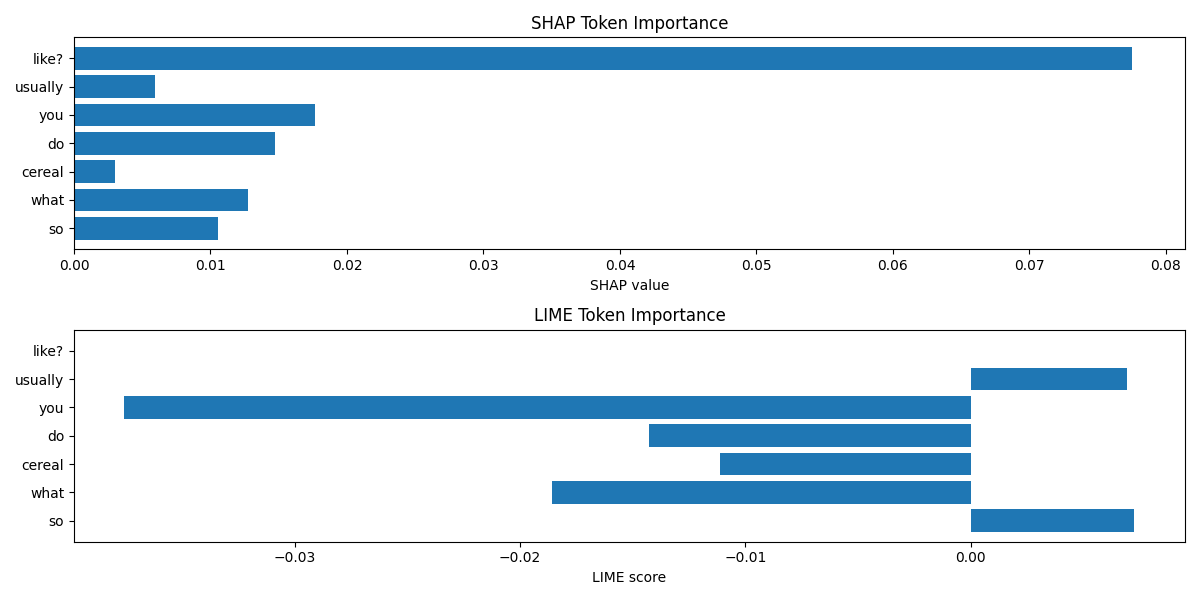 SHAP Token Importance
like?
usually
you
do
cereal
what
so
0.00 0.01 0.02 0.03 0.04 0.05 0.06 0.07 0.08
SHAP value
LIME Token Importance
like?
usually
you
do
cereal
what
so
−0.03 −0.02 −0.01 0.00
LIME score